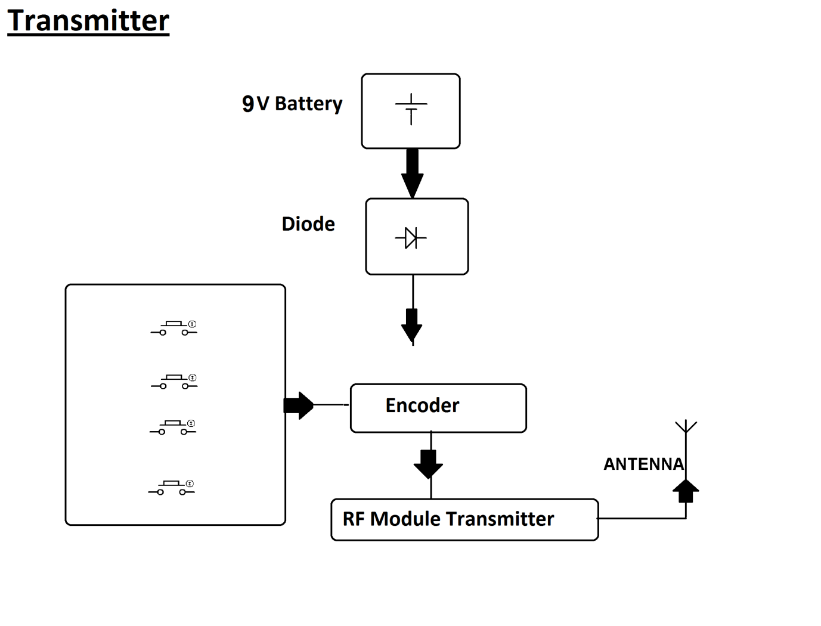 Transmitter
9V Battery
Diode
Encoder
ANTENNA
RF Module Transmitter